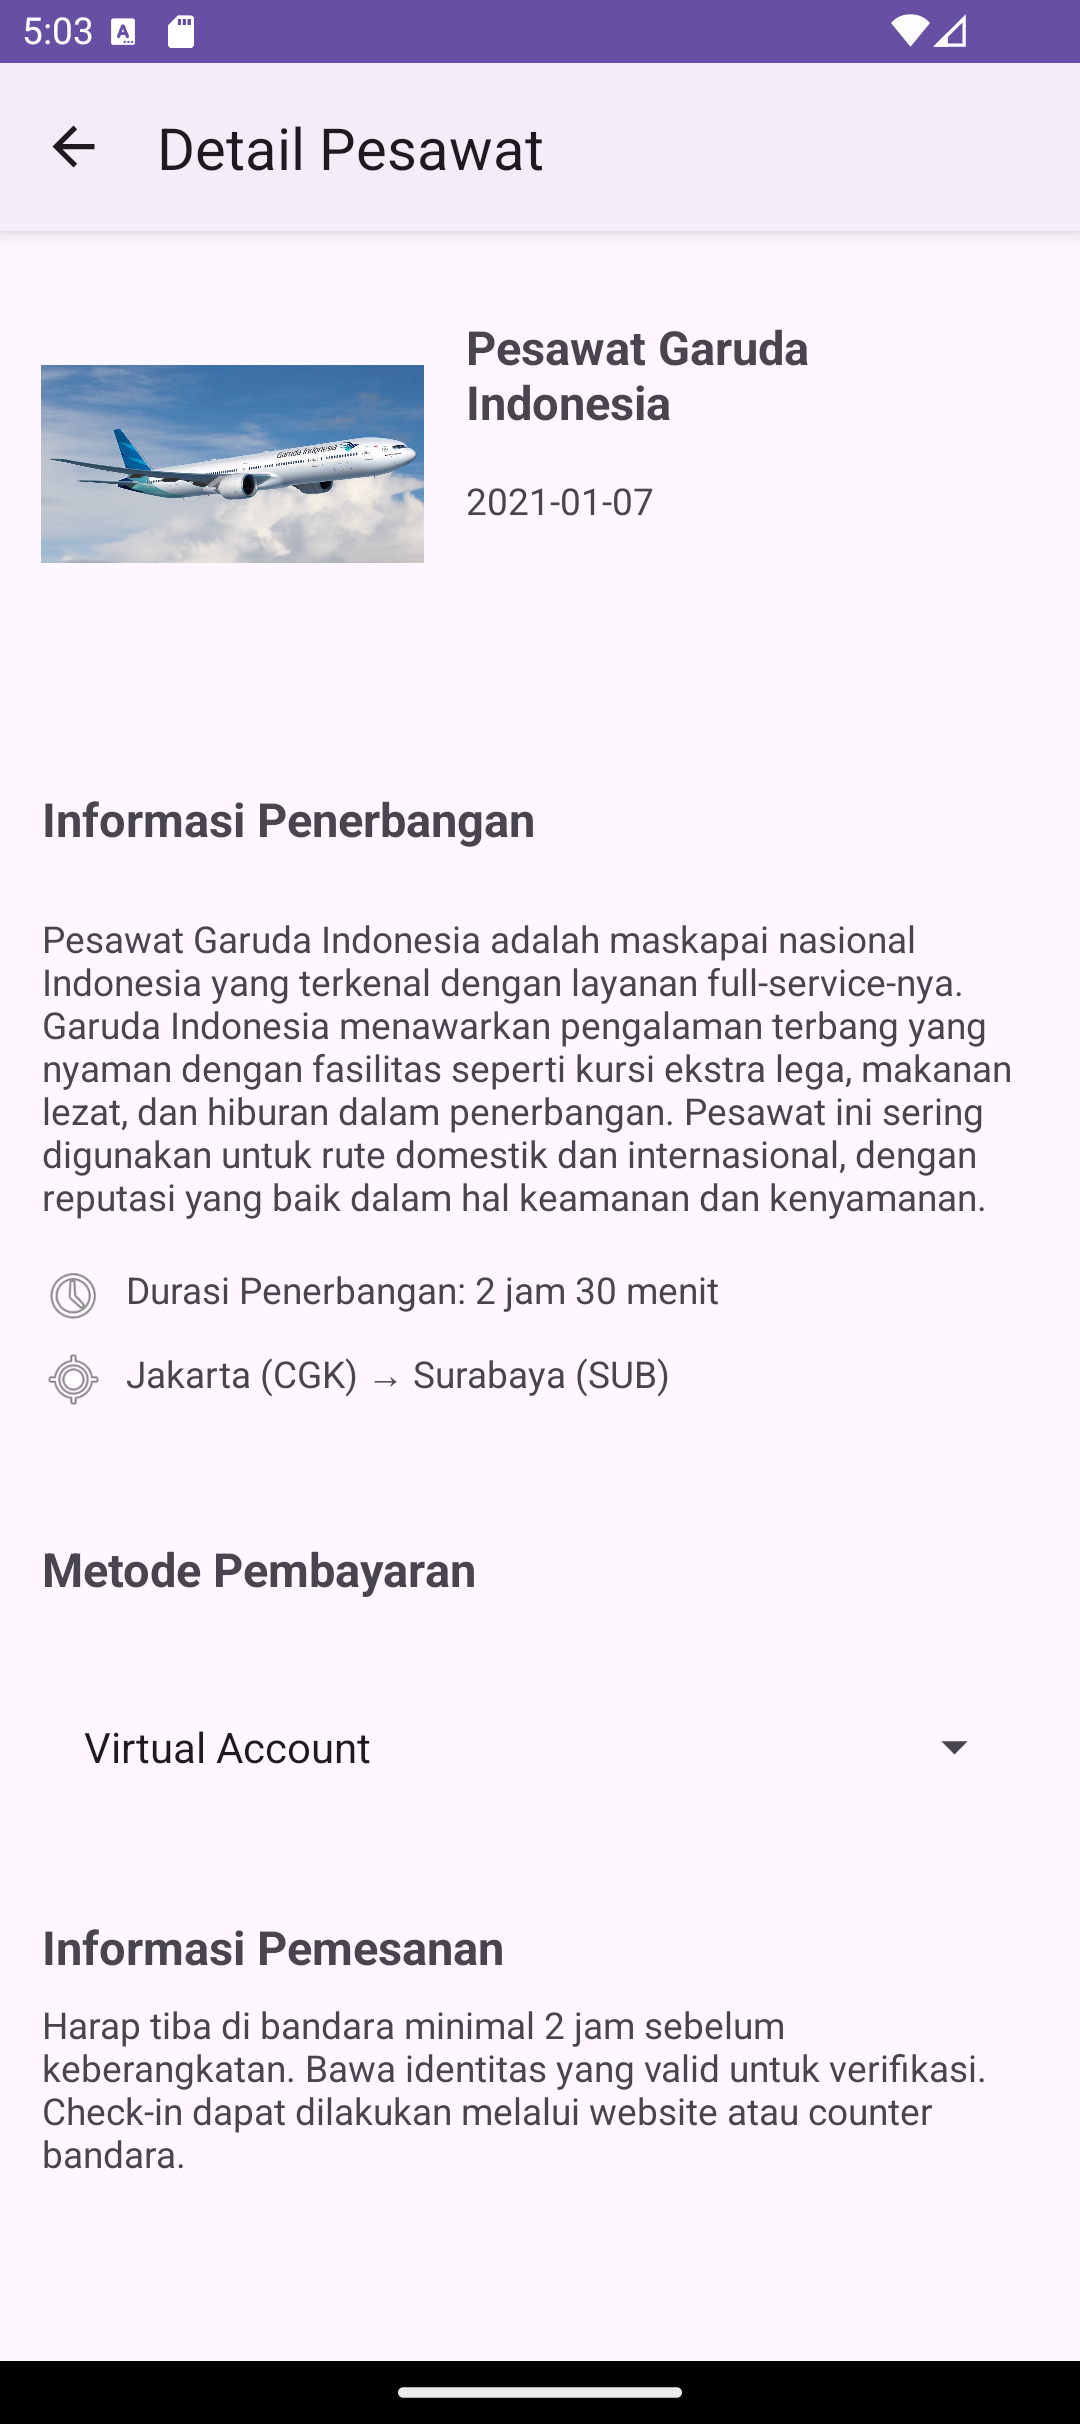 5:03
Detail Pesawat
Garuda Indonesia
Pesawat Garuda
Indonesia
2021-01-07
Informasi Penerbangan
Pesawat Garuda Indonesia adalah maskapai nasional
Indonesia yang terkenal dengan layanan full-service-nya.
Garuda Indonesia menawarkan pengalaman terbang yang
nyaman dengan fasilitas seperti kursi ekstra lega, makanan
lezat, dan hiburan dalam penerbangan. Pesawat ini sering
digunakan untuk rute domestik dan internasional, dengan
reputasi yang baik dalam hal keamanan dan kenyamanan.
Durasi Penerbangan: 2 jam 30 menit
Jakarta (CGK) → Surabaya (SUB)
Metode Pembayaran
Virtual Account
Informasi Pemesanan
Harap tiba di bandara minimal 2 jam sebelum
keberangkatan. Bawa identitas yang valid untuk verifikasi.
Check-in dapat dilakukan melalui website atau counter
bandara.